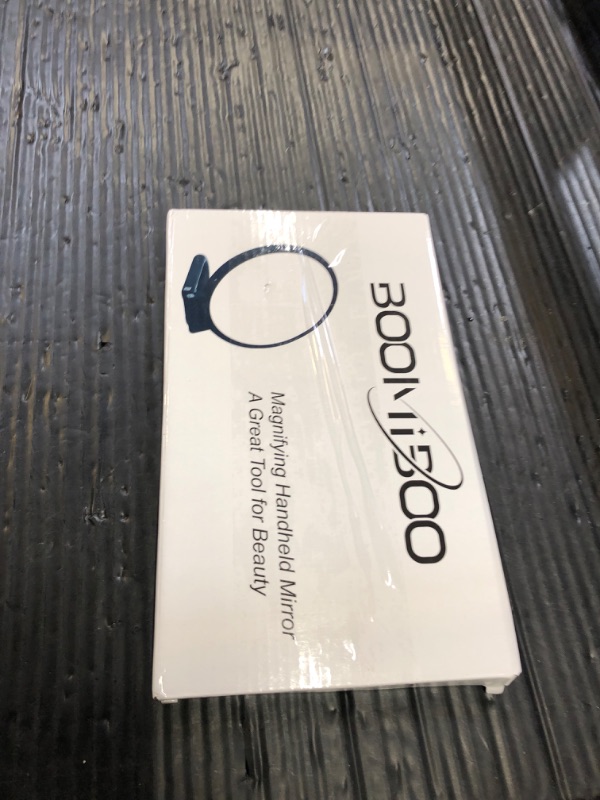 BOOMiBOO
Magnifying Handheld Mirror
A Great Tool for Beauty